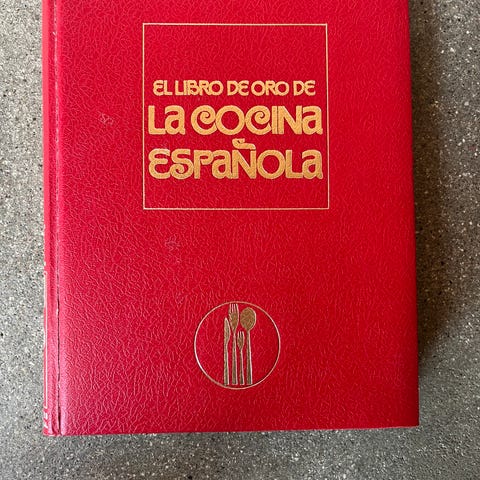 EL LIBRO DE ORO DE
LA COCINA
ESPAÑOLA